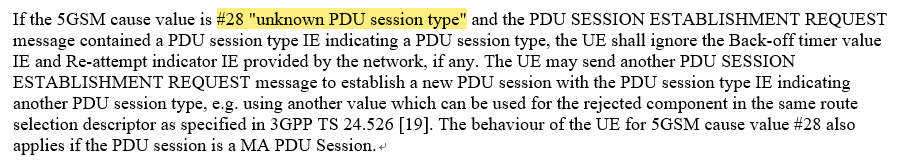 If the 5GSM cause value is #28 "unknown PDU session type" and the PDU SESSION ESTABLISHMENT REQUEST
message contained a PDU session type IE indicating a PDU session type, the UE shall ignore the Back-off timer value
IE and Re-attempt indicator IE provided by the network, if any. The UE may send another PDU SESSION
ESTABLISHMENT REQUEST message to establish a new PDU session with the PDU session type IE indicating
another PDU session type, e.g. using another value which can be used for the rejected component in the same route
selection descriptor as specified in 3GPP TS 24.526 [19]. The behaviour of the UE for 5GSM cause value #28 also
applies if the PDU session is a MA PDU Session.